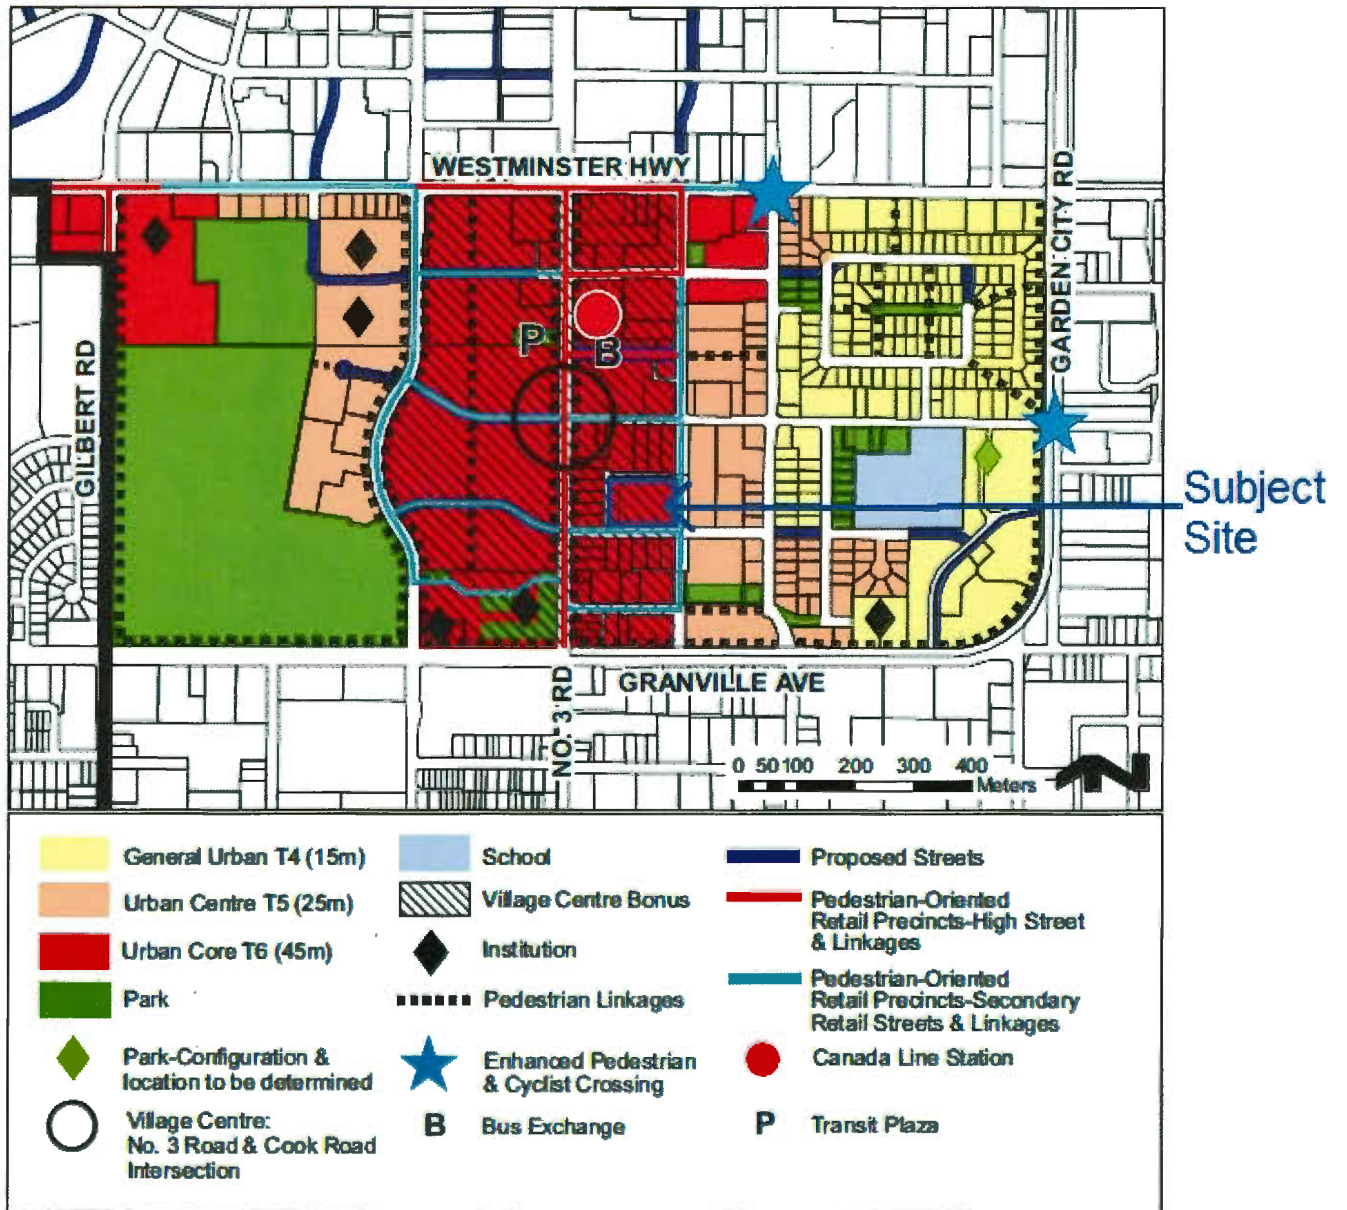 WESTMINSTER HWY
GARDEN CITY RD
GILBERT RD
P
B
Subject
Site
GRANVILLE AVE
NO. 3 RD
0 50 100 200 300 400
Meters
N
General Urban T4 (15m)
Urban Centre T5 (25m)
Urban Core T6 (45m)
Park
Park-Configuration &
location to be determined
Village Centre:
No. 3 Road & Cook Road
Intersection
School
Village Centre Bonus
Institution
Pedestrian Linkages
Enhanced Pedestrian
& Cyclist Crossing
B
Bus Exchange
Proposed Streets
Pedestrian-Oriented
Retail Precincts-High Street
& Linkages
Pedestrian-Oriented
Retail Precincts-Secondary
Retail Streets & Linkages
Canada Line Station
P
Transit Plaza